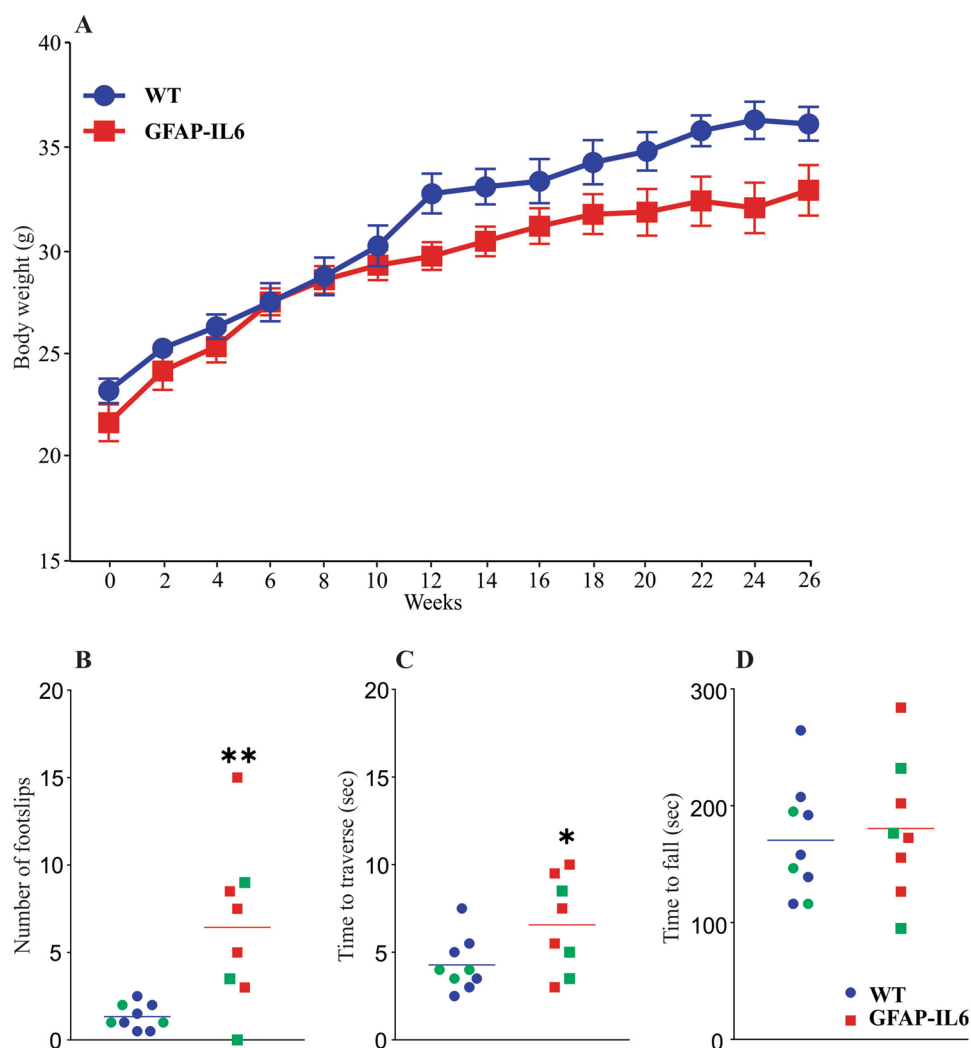 A
40
35
30
25
20
15
Body weight (g)
WT
GFAP-IL6
0 2 4 6 8 10 12 14 16 18 20 22 24 26
Weeks
B
20
15
10
5
0
Number of footslips
**
C
20
15
10
5
0
Time to traverse (sec)
*
D
300
200
100
0
Time to fall (sec)
WT
GFAP-IL6